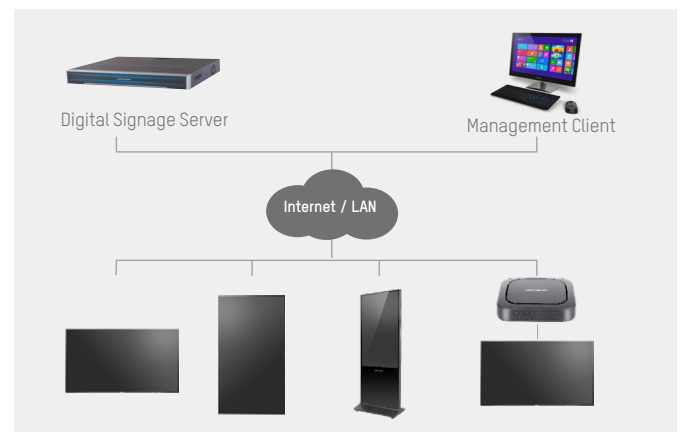 Digital Signage Server
Management Client
Internet / LAN